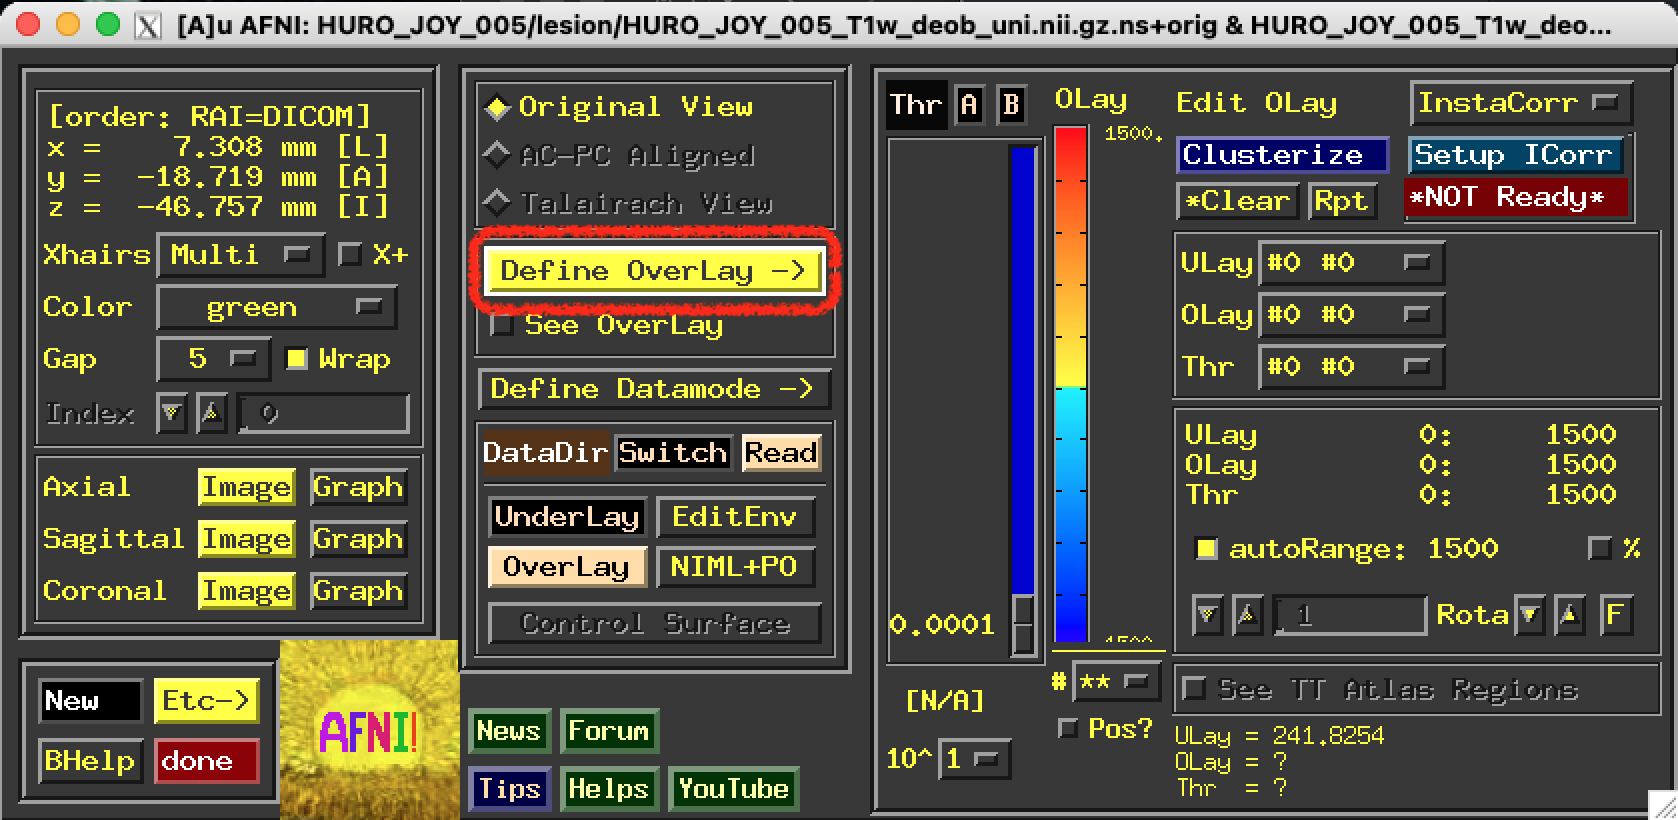 [A]u AFNI: HURO_JOY_005/lesion/HURO_JOY_005_T1w_deob_uni.nii.gz.ns+orig & HURO_JOY_005_T1w_deo...
[order: RAI=DICOM]
x = 7.308 mm [L]
y = -18.719 mm [A]
z = -46.757 mm [I]
Xhairs Multi X+
Color green
Gap 5 Wrap
Index 0
Axial Image Graph
Sagittal Image Graph
Coronal Image Graph
New Etc->
BHelp done
AFNI!
Original View
AC-PC Aligned
Talairach View
Define OverLay ->
See OverLay
Define Datamode ->
DataDir Switch Read
UnderLay EditEnv
OverLay NIML+PO
Control Surface
News Forum
Tips Helps YouTube
Thr A B
0.0001
[N/A]
10^ 1
OLay
1500.
# **
Pos?
Edit OLay
Clusterize
*Clear Rpt
InstaCorr
Setup ICorr
*NOT Ready*
ULay #0 #0
OLay #0 #0
Thr #0 #0
ULay 0: 1500
OLay 0: 1500
Thr 0: 1500
autoRange: 1500 %
1 Rota F
See TT Atlas Regions
ULay = 241.8254
OLay = ?
Thr = ?